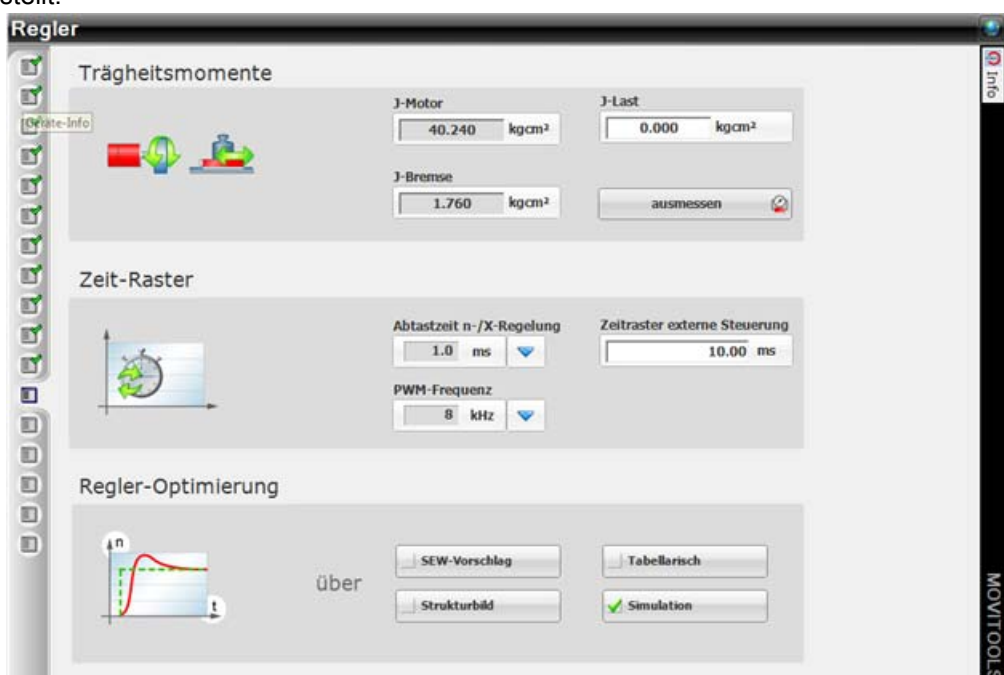 stellt.
Regler
Info
Trägheitsmomente
J-Motor
J-Last
40.240 kgcm²
0.000 kgcm²
Geräte-Info
J-Bremse
1.760 kgcm²
ausmessen
Zeit-Raster
Abtastzeit n-/X-Regelung
Zeitraster externe Steuerung
1.0 ms
10.00 ms
PWM-Frequenz
8 kHz
Regler-Optimierung
n
t
über
SEW-Vorschlag
Tabellarisch
Strukturbild
Simulation
MOVITOOLS